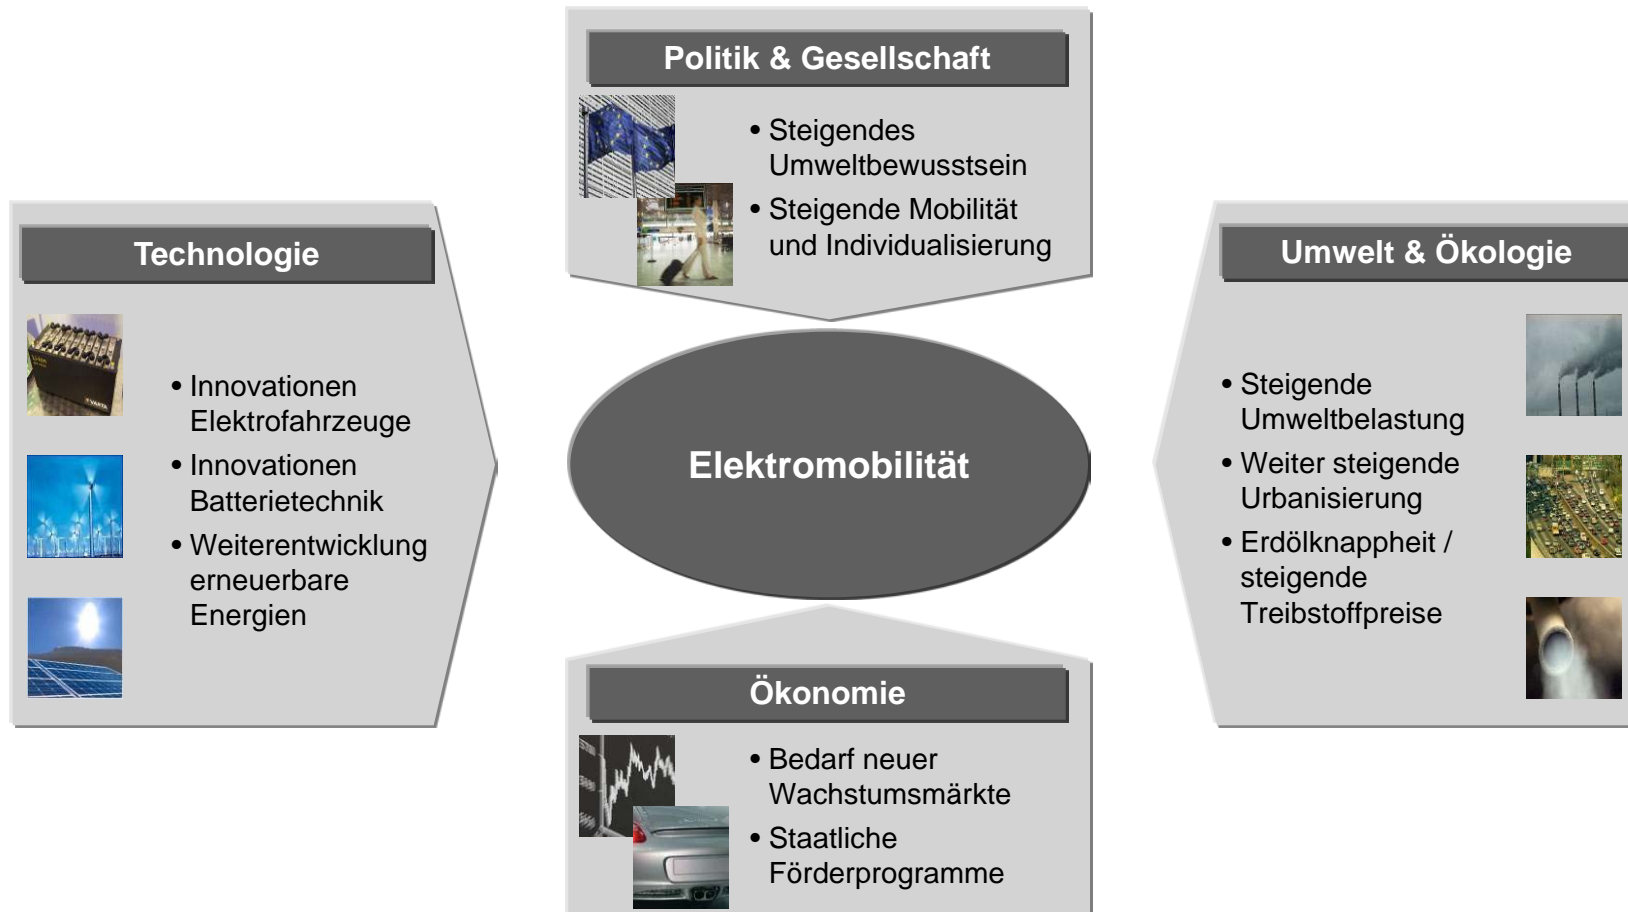 Politik & Gesellschaft
• Steigendes
Umweltbewusstsein
• Steigende Mobilität
und Individualisierung
Technologie
• Innovationen
Elektrofahrzeuge
• Innovationen
Batterietechnik
• Weiterentwicklung
erneuerbare
Energien
VARTA
Elektromobilität
Umwelt & Ökologie
• Steigende
Umweltbelastung
• Weiter steigende
Urbanisierung
• Erdölknappheit /
steigende
Treibstoffpreise
Ökonomie
• Bedarf neuer
Wachstumsmärkte
• Staatliche
Förderprogramme